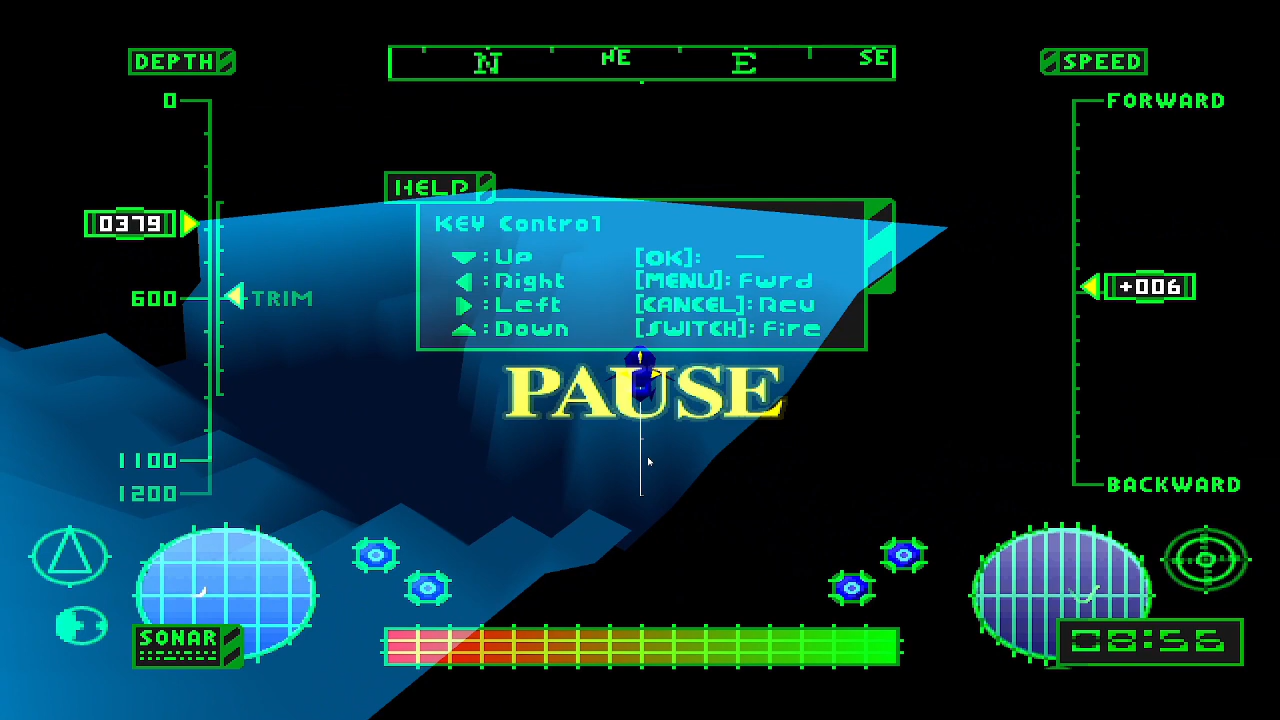 DEPTH
N NE E SE
SPEED
0
FORWARD
HELP
KEY Control
0379
:Up [OK]: —
:Right [MENU]: Fwrd
+006
600
TRIM
:Left [CANCEL]: Rev
:Down [SWITCH]: Fire
PAUSE
1100
1200
BACKWARD
SONAR
08:56